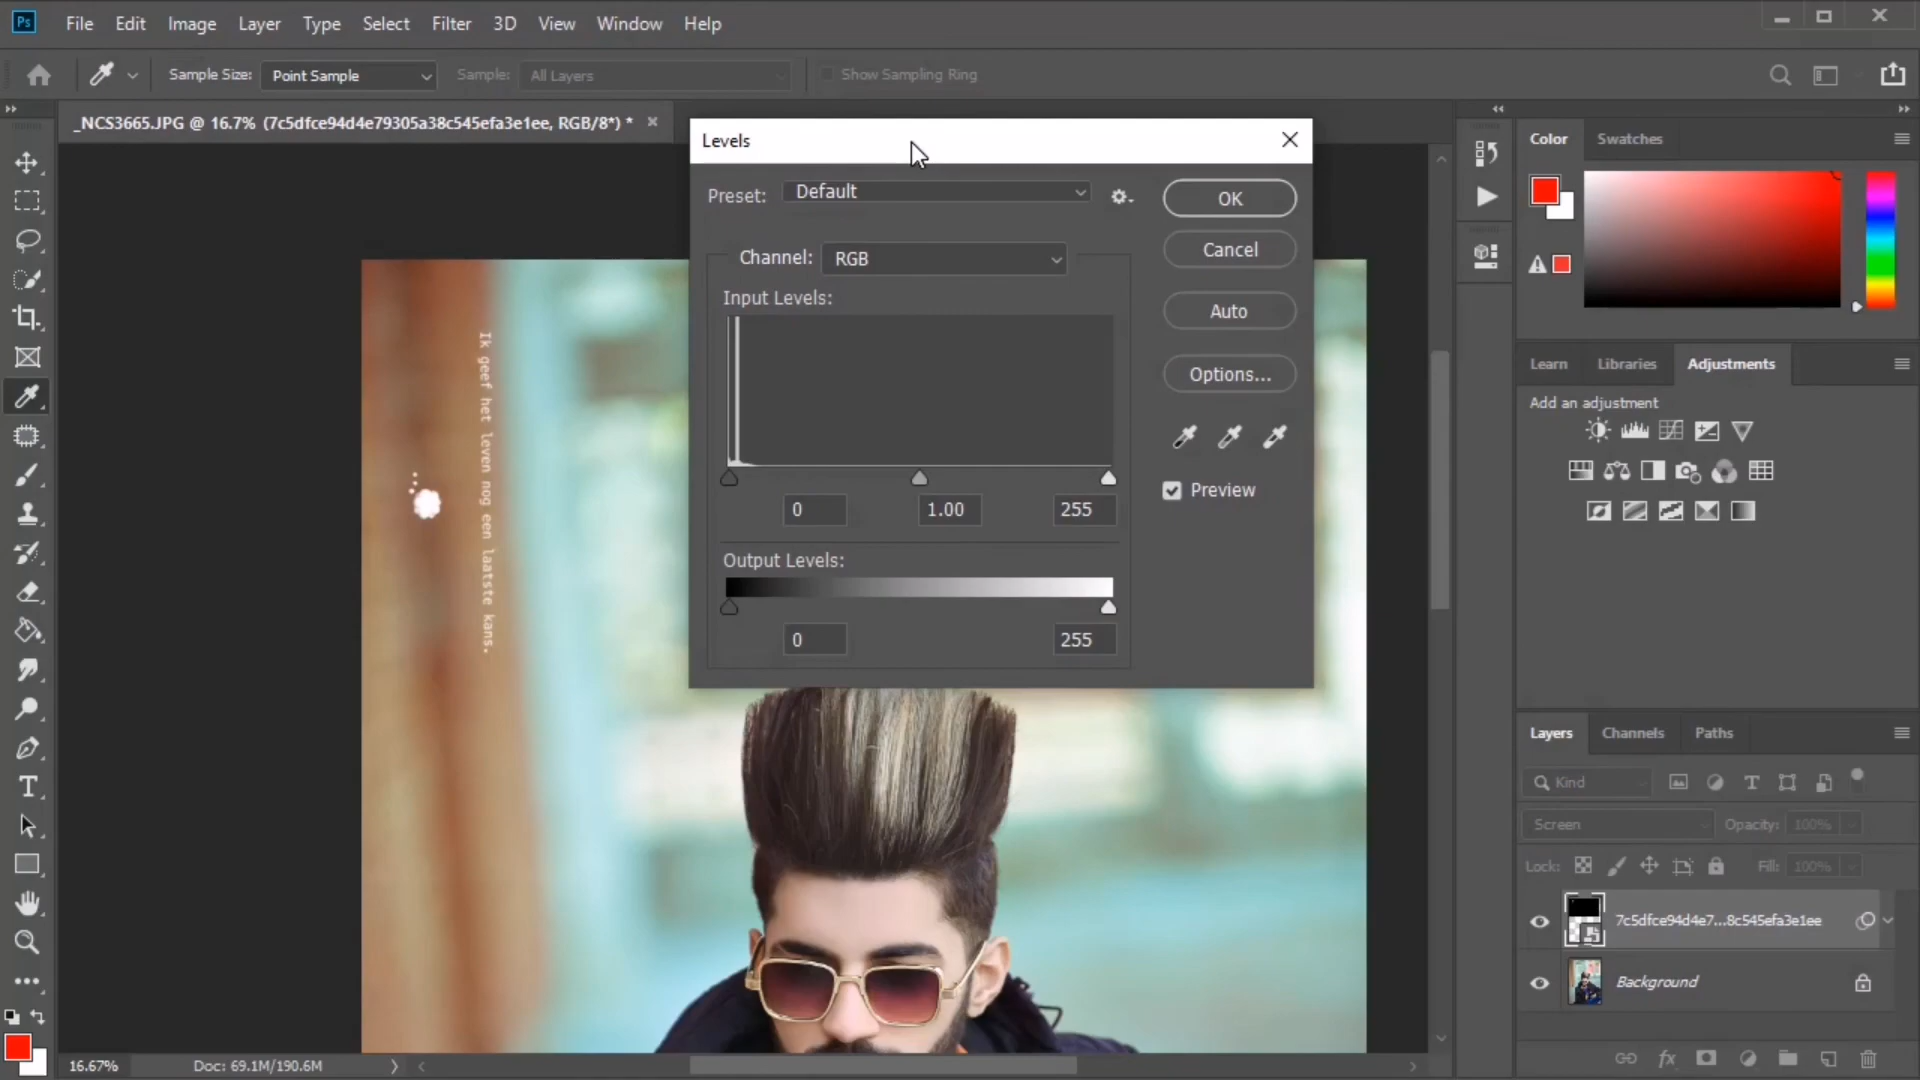 Ps File Edit Image Layer Type Select Filter 3D View Window Help
Sample Size: Point Sample Sample: All Layers Show Sampling Ring
_NCS3665.JPG @ 16.7% (7c5dfce94d4e79305a38c545efa3e1ee, RGB/8*) *
Levels
Preset: Default
OK
Channel: RGB
Cancel
Input Levels:
Auto
Options...
0 1.00 255
Preview
Output Levels:
0 255
Ik geef het leven nog een laatste kans.
Color Swatches
Learn Libraries Adjustments
Add an adjustment
Layers Channels Paths
Kind
Screen Opacity: 100%
Lock: Fill: 100%
7c5dfce94d4e7...8c545efa3e1ee
Background
16.67% Doc: 69.1M/190.6M